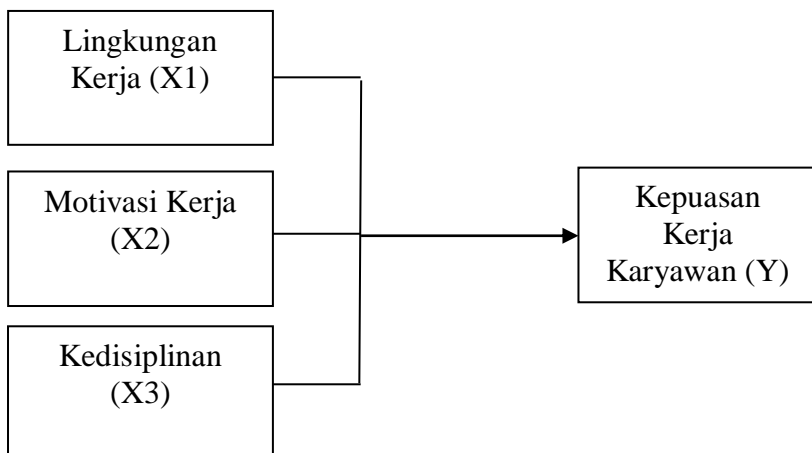 Lingkungan
Kerja (X1)
Motivasi Kerja
(X2)
Kedisiplinan
(X3)
Kepuasan
Kerja
Karyawan (Y)